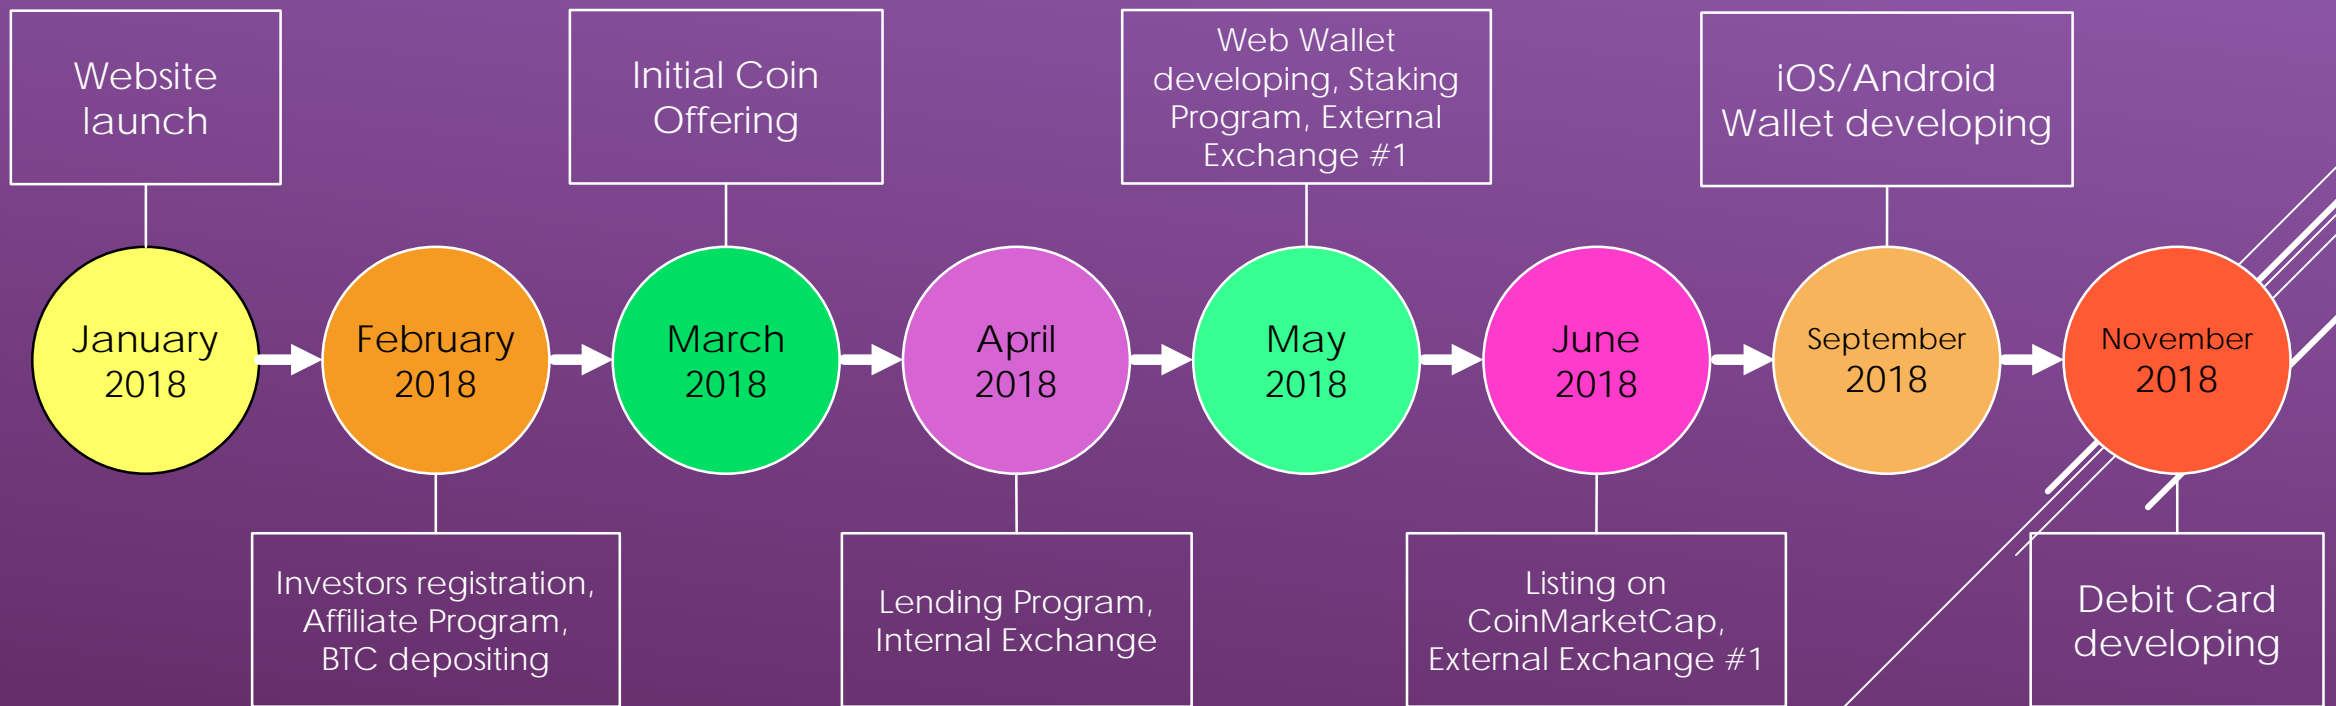 Website
launch
Initial Coin
Offering
Web Wallet
developing, Staking
Program, External
Exchange #1
iOS/Android
Wallet developing
January
2018
February
2018
March
2018
April
2018
May
2018
June
2018
September
2018
November
2018
Investors registration,
Affiliate Program,
BTC depositing
Lending Program,
Internal Exchange
Listing on
CoinMarketCap,
External Exchange #1
Debit Card
developing